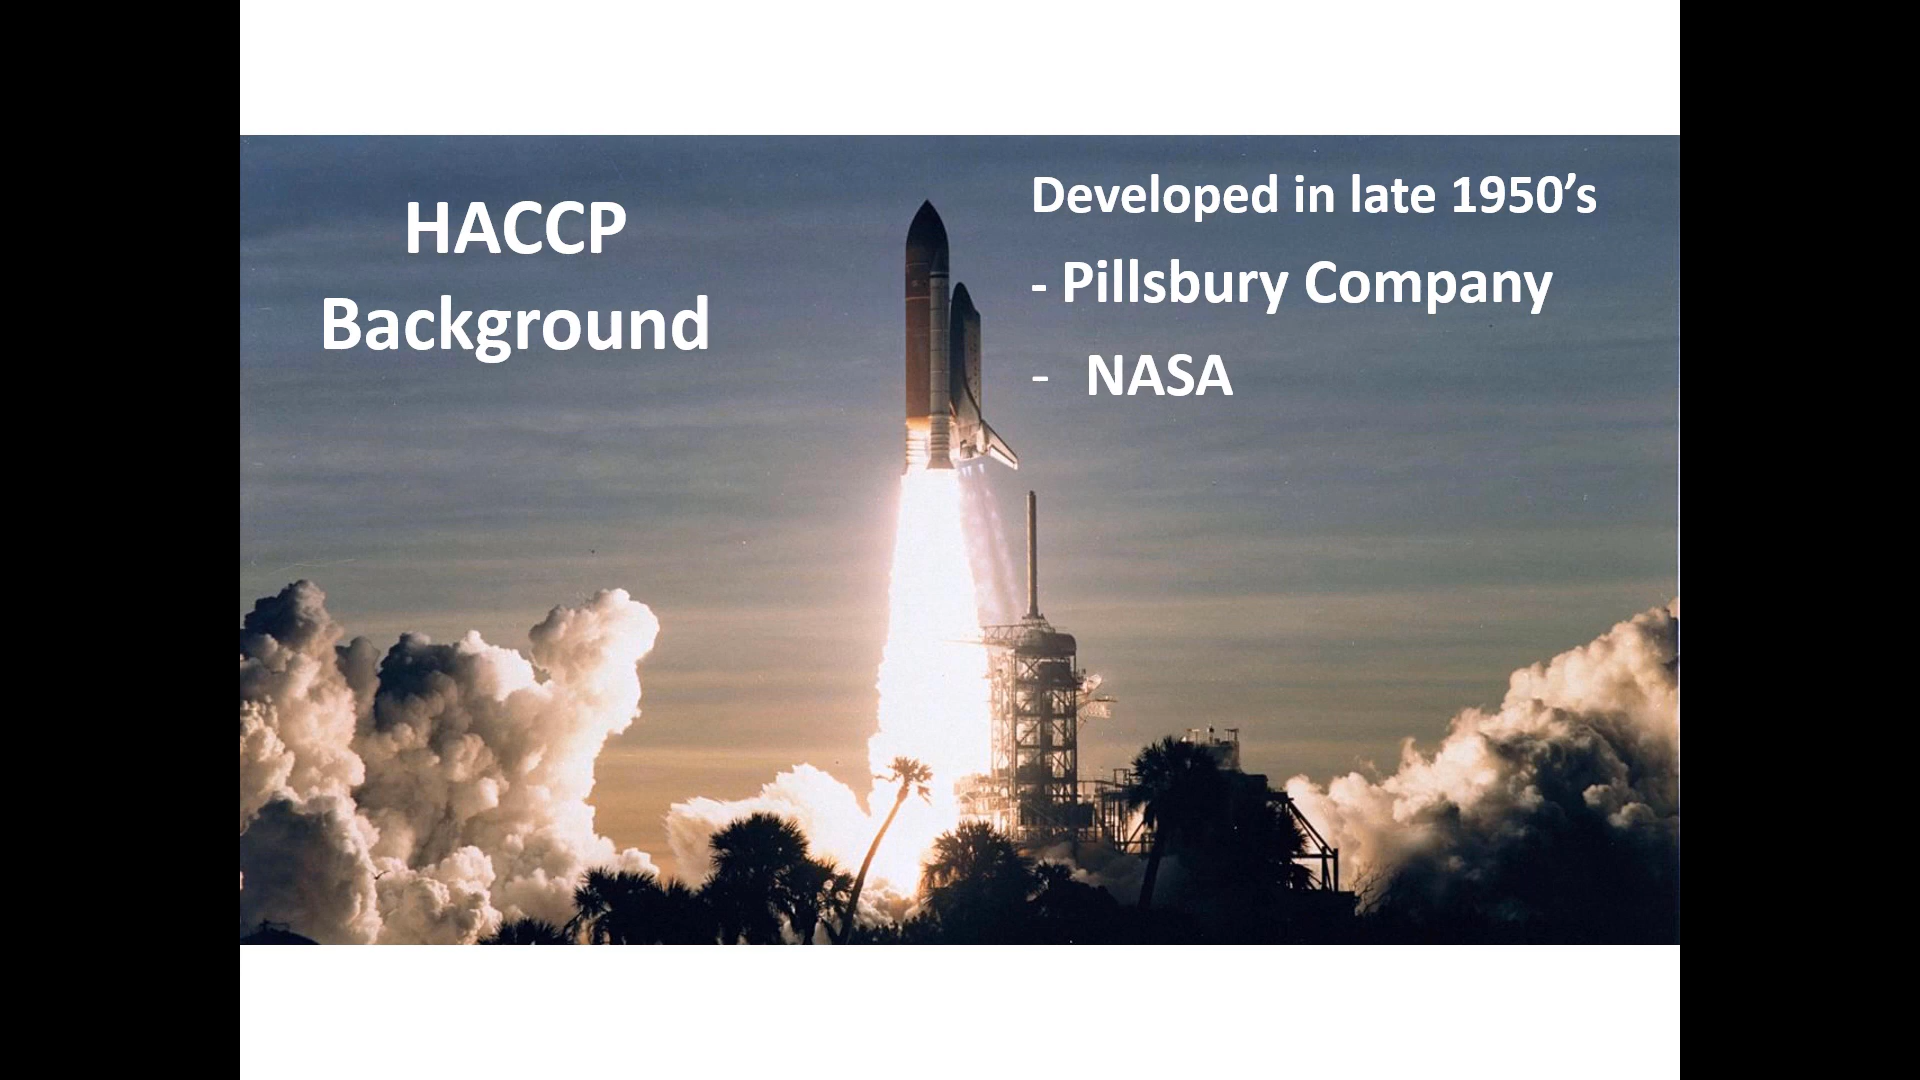 HACCP
Background
Developed in late 1950’s
- Pillsbury Company
- NASA